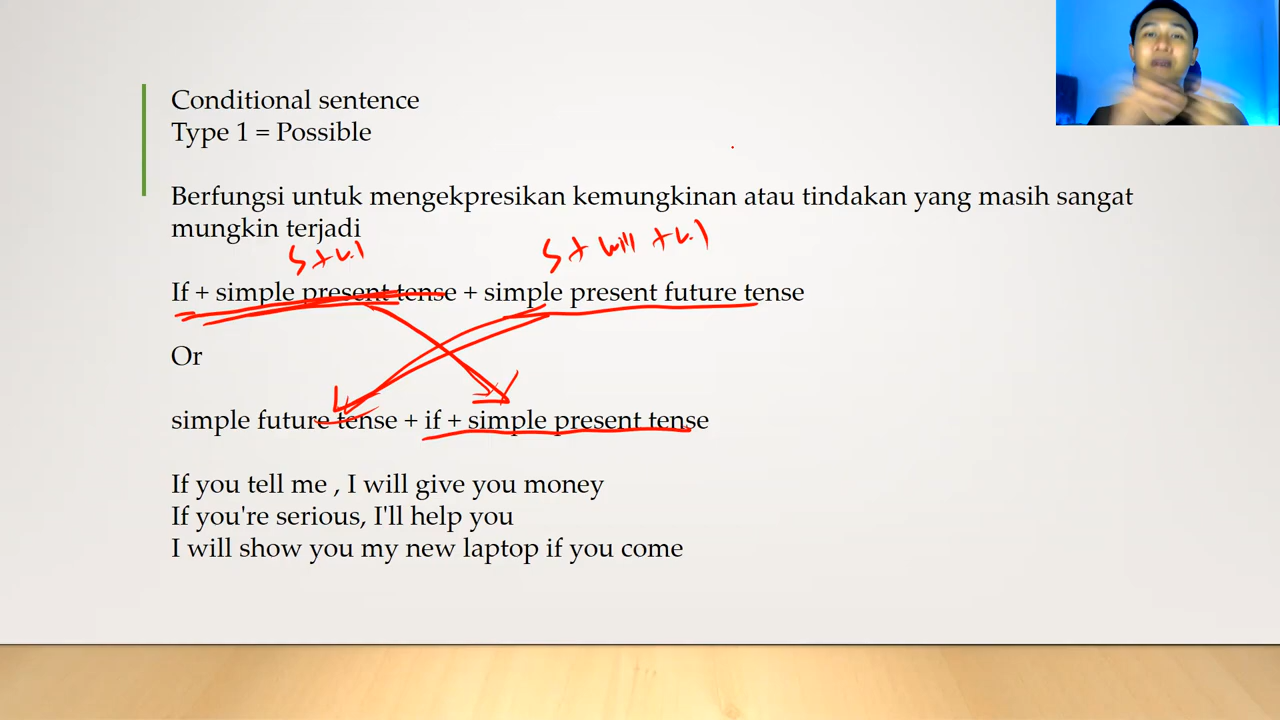 Conditional sentence
Type 1 = Possible
Berfungsi untuk mengekpresikan kemungkinan atau tindakan yang masih sangat
mungkin terjadi
S + v.1 S + will + v.1
If + simple present tense + simple present future tense
Or
simple future tense + if + simple present tense
If you tell me , I will give you money
If you're serious, I'll help you
I will show you my new laptop if you come